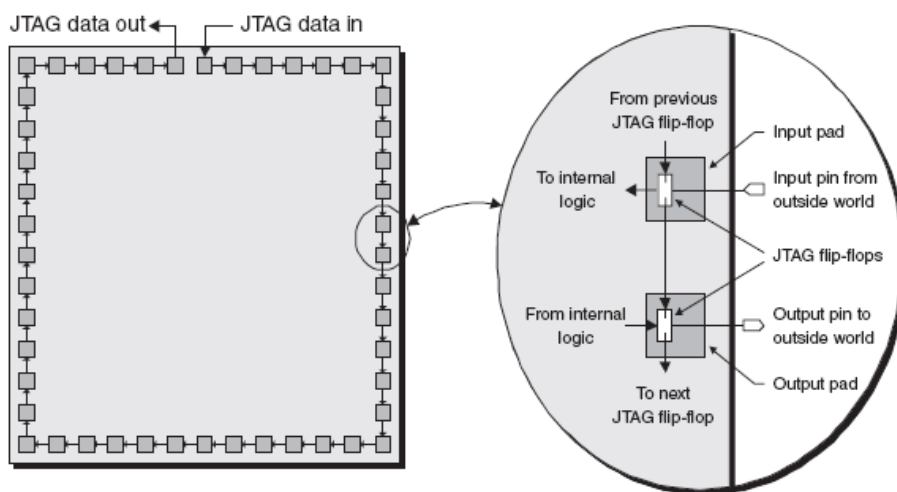 JTAG data out
JTAG data in
From previous
JTAG flip-flop
Input pad
To internal
logic
Input pin from
outside world
JTAG flip-flops
From internal
logic
Output pin to
outside world
Output pad
To next
JTAG flip-flop